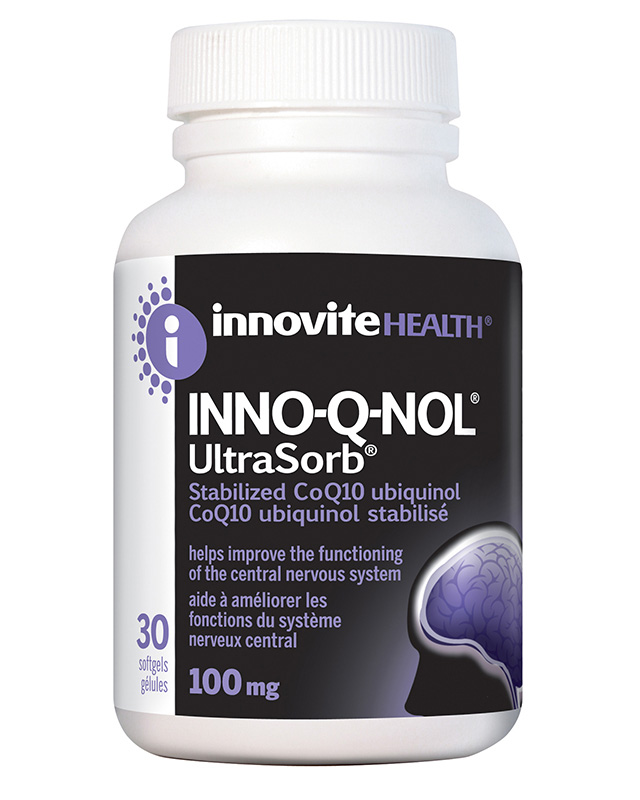 i innoviteHEALTH®
INNO-Q-NOL®
UltraSorb®
Stabilized CoQ10 ubiquinol
CoQ10 ubiquinol stabilisé
helps improve the functioning
of the central nervous system
aide à améliorer les
fonctions du système
nerveux central
30
softgels
gélules
100 mg